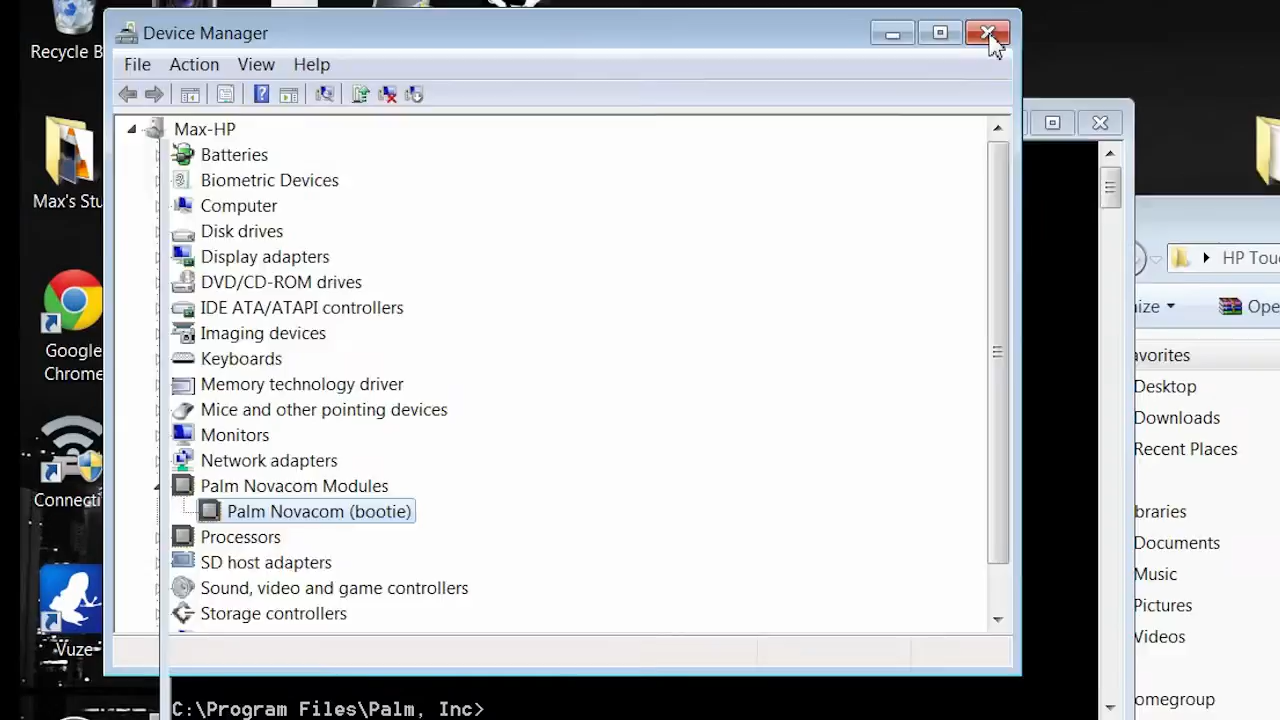 Device Manager
File Action View Help
Max-HP
Batteries
Biometric Devices
Computer
Disk drives
Display adapters
DVD/CD-ROM drives
IDE ATA/ATAPI controllers
Imaging devices
Keyboards
Memory technology driver
Mice and other pointing devices
Monitors
Network adapters
Palm Novacom Modules
Palm Novacom (bootie)
Processors
SD host adapters
Sound, video and game controllers
Storage controllers
C:\Program Files\Palm, Inc>
Recycle B
Max's Stu
Google
Chrome
Connecti
Vuze
HP Tou
ize Ope
avorites
Desktop
Downloads
Recent Places
ibraries
Documents
Music
Pictures
Videos
omegroup